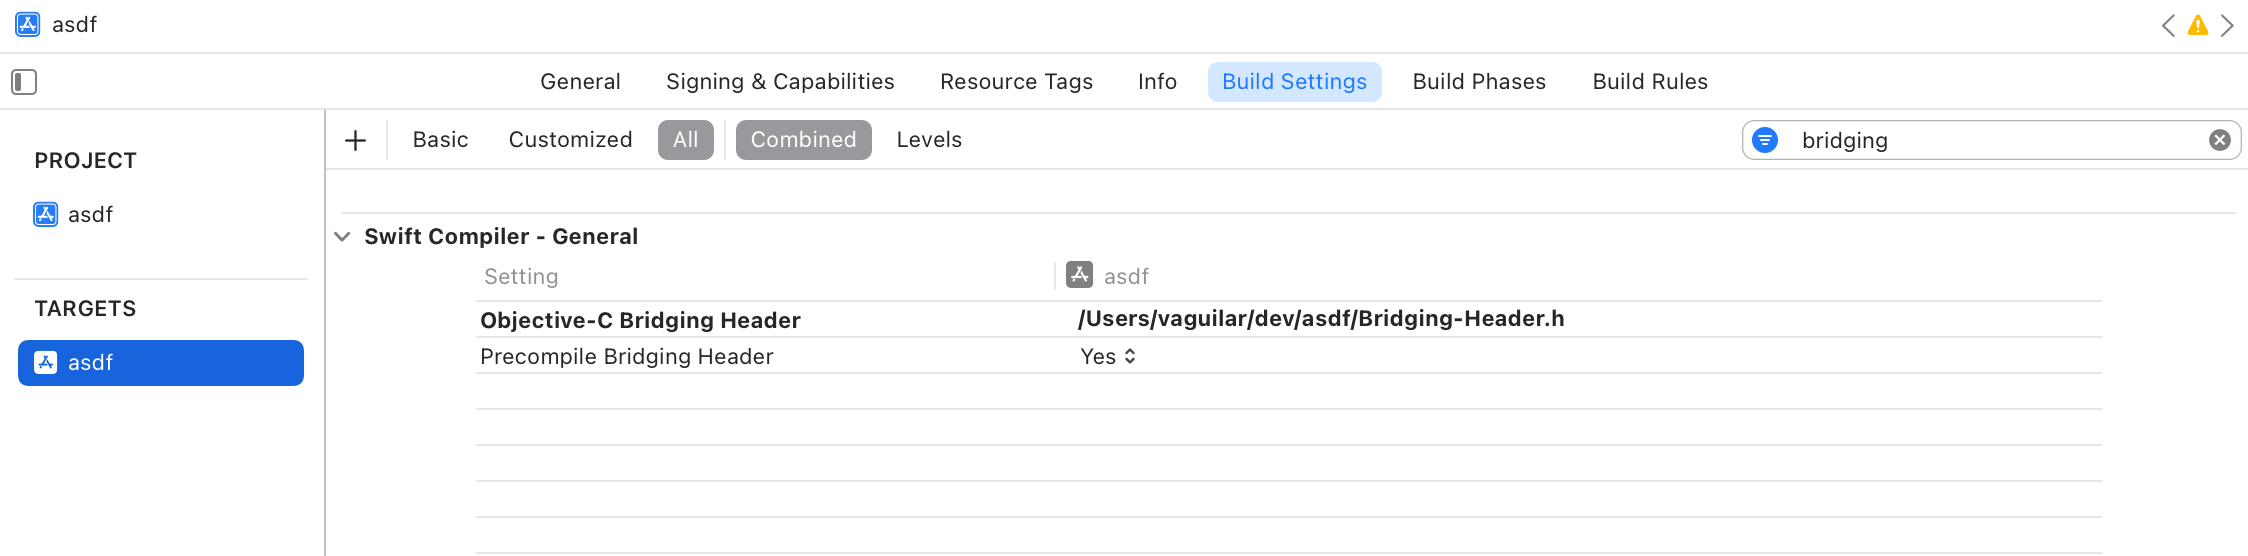 asdf
General Signing & Capabilities Resource Tags Info Build Settings Build Phases Build Rules
Basic Customized All Combined Levels bridging
PROJECT
asdf
Swift Compiler - General
Setting asdf
TARGETS
Objective-C Bridging Header /Users/vaguilar/dev/asdf/Bridging-Header.h
asdf
Precompile Bridging Header Yes